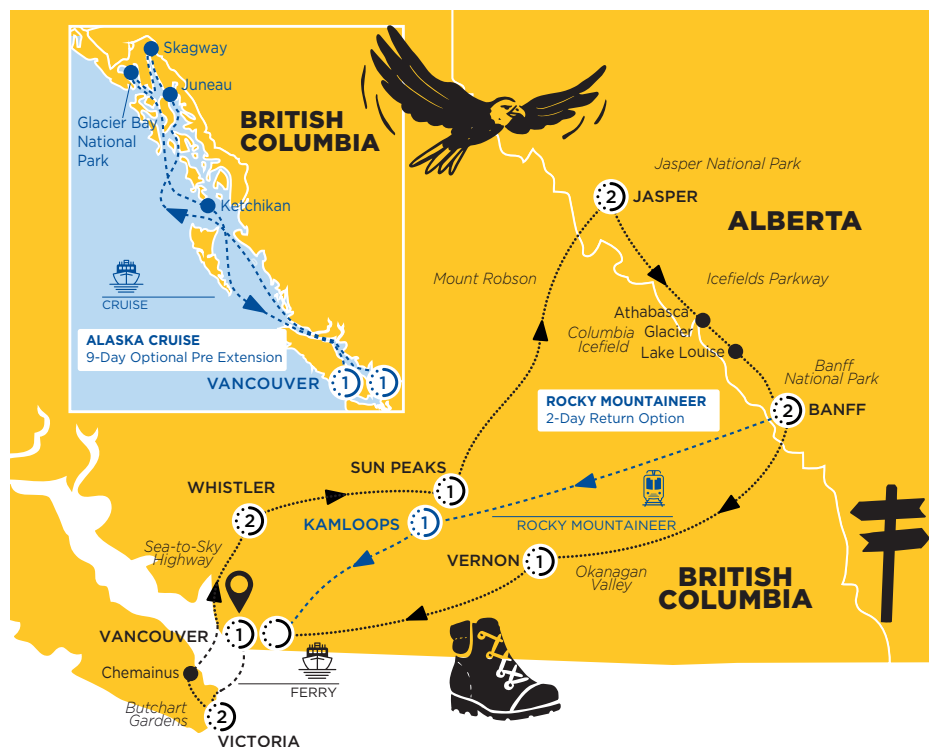 Skagway
Juneau
Glacier Bay
National
Park
BRITISH
COLUMBIA
Ketchikan
CRUISE
ALASKA CRUISE
9-Day Optional Pre Extension
VANCOUVER
1
1
Jasper National Park
2
JASPER
ALBERTA
Mount Robson
Icefields Parkway
Athabasca
Glacier
Columbia
Icefield
Lake Louise
Banff
National Park
ROCKY MOUNTAINEER
2-Day Return Option
2
BANFF
SUN PEAKS
1
WHISTLER
2
KAMLOOPS
1
ROCKY MOUNTAINEER
Sea-to-Sky
Highway
VERNON
1
Okanagan
Valley
BRITISH
COLUMBIA
VANCOUVER
1
Chemainus
FERRY
Butchart
Gardens
2
VICTORIA